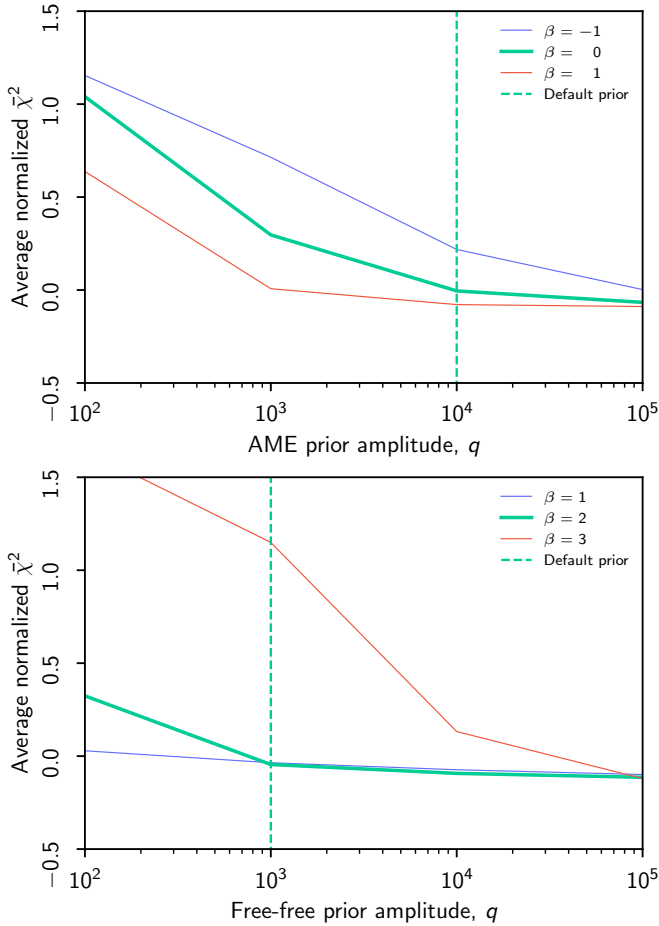 1.5
1.0
0.5
0.0
−0.5
Average normalized χ̄²
β = −1
β = 0
β = 1
Default prior
10² 10³ 10⁴ 10⁵
AME prior amplitude, q
1.5
1.0
0.5
0.0
−0.5
Average normalized χ̄²
β = 1
β = 2
β = 3
Default prior
10² 10³ 10⁴ 10⁵
Free-free prior amplitude, q